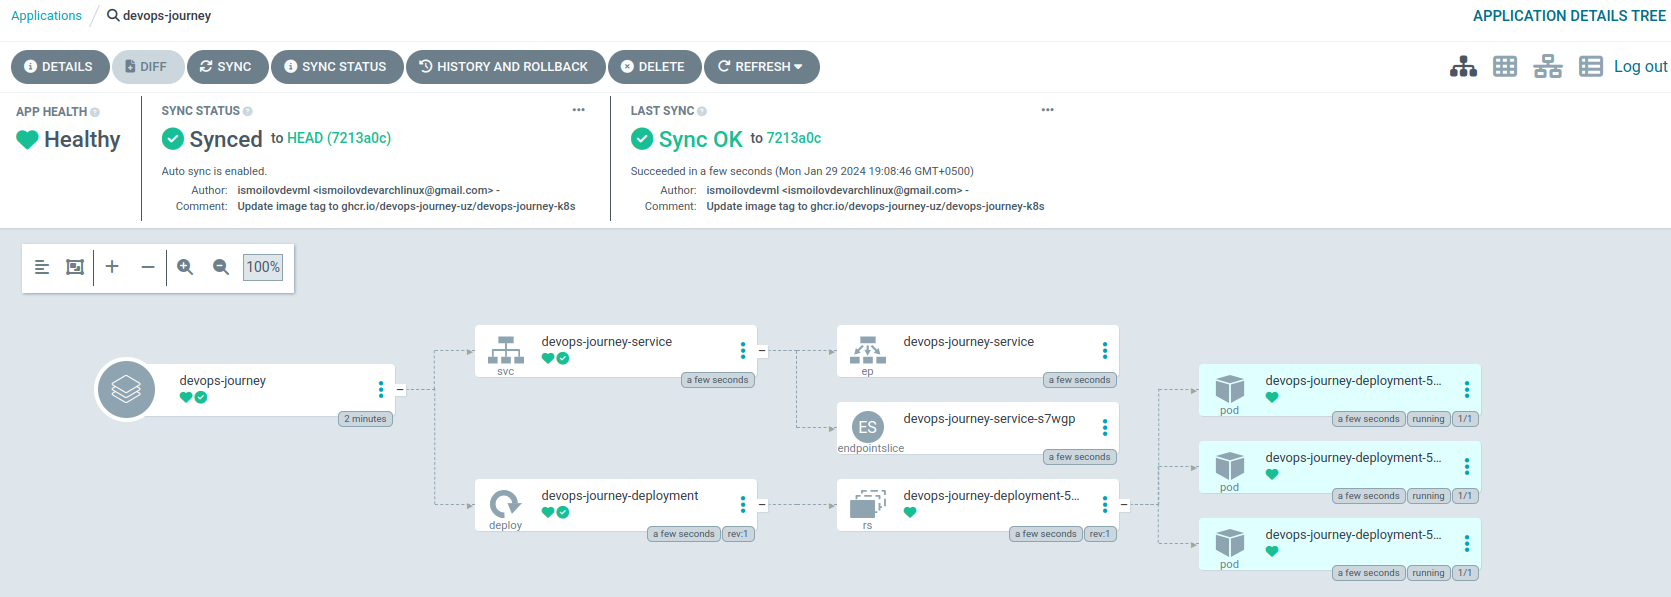 Applications / devops-journey
APPLICATION DETAILS TREE
DETAILS
DIFF
SYNC
SYNC STATUS
HISTORY AND ROLLBACK
DELETE
REFRESH
Log out
APP HEALTH
Healthy
SYNC STATUS
Synced to HEAD (7213a0c)
Auto sync is enabled.
Author: ismoilovdevml <ismoilovdevarchlinux@gmail.com> -
Comment: Update image tag to ghcr.io/devops-journey-uz/devops-journey-k8s
LAST SYNC
Sync OK to 7213a0c
Succeeded in a few seconds (Mon Jan 29 2024 19:08:46 GMT+0500)
Author: ismoilovdevml <ismoilovdevarchlinux@gmail.com> -
Comment: Update image tag to ghcr.io/devops-journey-uz/devops-journey-k8s
100%
devops-journey
2 minutes
devops-journey-service
svc
a few seconds
devops-journey-deployment
deploy
a few seconds rev:1
devops-journey-service
ep
a few seconds
ES
devops-journey-service-s7wgp
endpointslice
a few seconds
devops-journey-deployment-5...
rs
a few seconds rev:1
devops-journey-deployment-5...
pod
a few seconds running 1/1
devops-journey-deployment-5...
pod
a few seconds running 1/1
devops-journey-deployment-5...
pod
a few seconds running 1/1